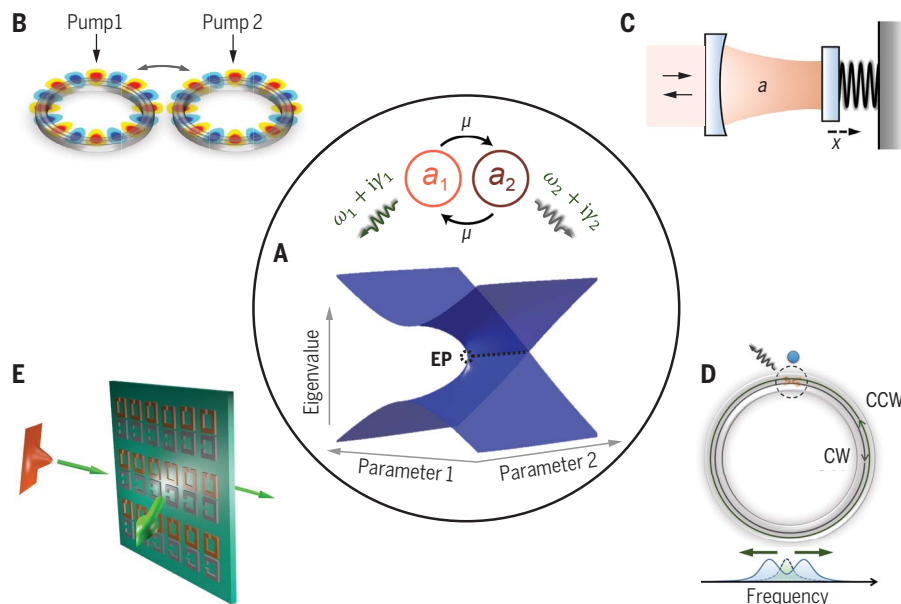 B
Pump1
Pump 2
C
a
x
μ
a1
a2
ω1 + iγ1
ω2 + iγ2
μ
A
Eigenvalue
EP
Parameter 1
Parameter 2
E
D
CCW
CW
Frequency